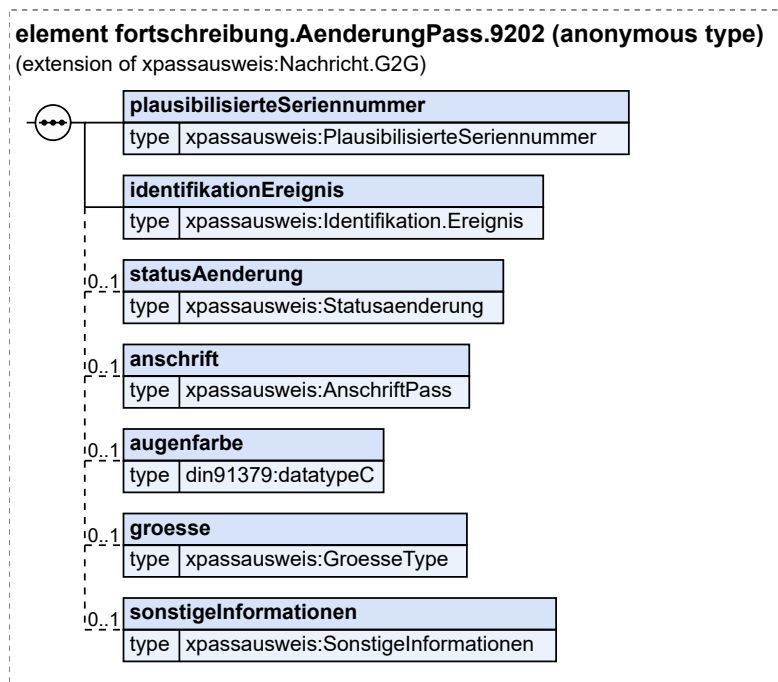 element fortschreibung.AenderungPass.9202 (anonymous type)
(extension of xpassausweis:Nachricht.G2G)
plausibilisierteSeriennummer
type xpassausweis:PlausibilisierteSeriennummer
identifikationEreignis
type xpassausweis:Identifikation.Ereignis
0..1 statusAenderung
type xpassausweis:Statusaenderung
0..1 anschrift
type xpassausweis:AnschriftPass
0..1 augenfarbe
type din91379:datatypeC
0..1 groesse
type xpassausweis:GroesseType
0..1 sonstigeInformationen
type xpassausweis:SonstigeInformationen